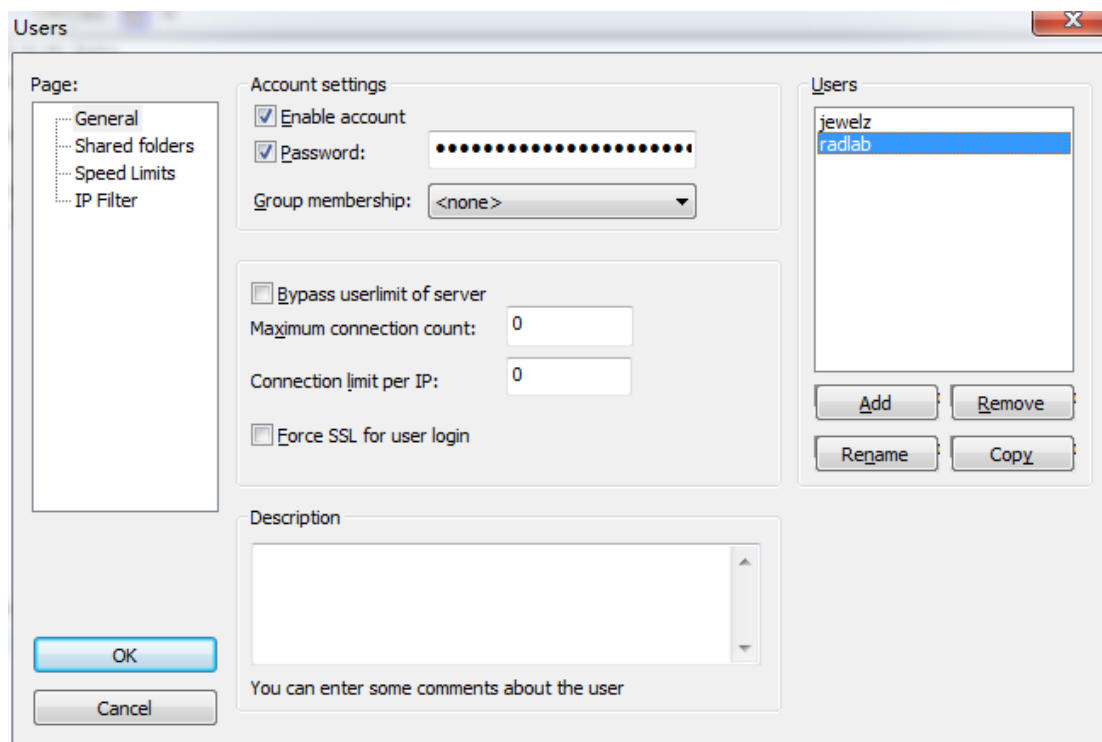 Users
Page:
General
Shared folders
Speed Limits
IP Filter
OK
Cancel
Account settings
Enable account
Password: ••••••••••••••••••••••
Group membership: <none>
Bypass userlimit of server
Maximum connection count: 0
Connection limit per IP: 0
Force SSL for user login
Description
You can enter some comments about the user
Users
jewelz
radlab
Add Remove
Rename Copy